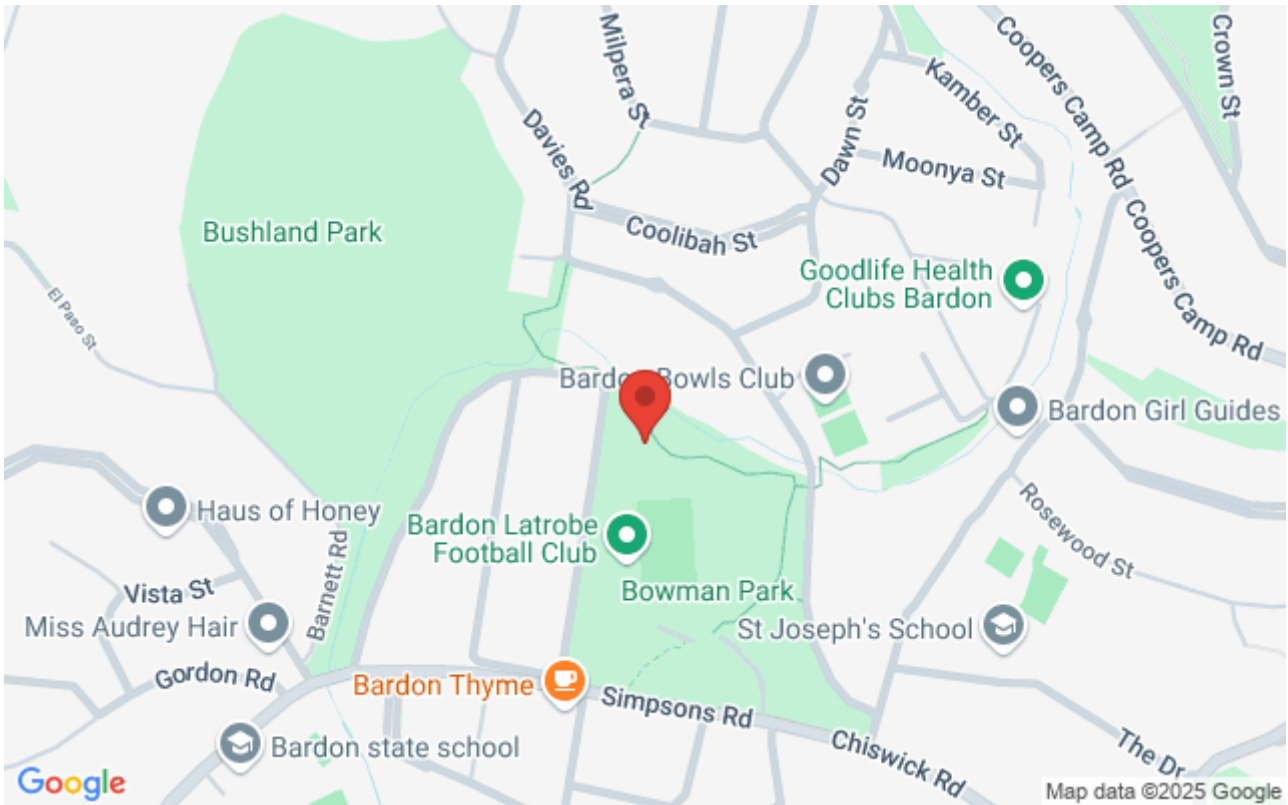 Milpera St
Coopers Camp Rd
Crown St
Kamber St
Davies Rd
Dawn St
Moonya St
Bushland Park
Coolibah St
Coopers Camp Rd
Goodlife Health
Clubs Bardon
El Paso St
Bardon Bowls Club
Bardon Girl Guides
Haus of Honey
Bardon Latrobe
Football Club
Rosewood St
Barnett Rd
Vista St
Bowman Park
Miss Audrey Hair
St Joseph's School
Gordon Rd
Bardon Thyme
Simpsons Rd
Bardon state school
Chiswick Rd
The Dr
Google
Map data ©2025 Google